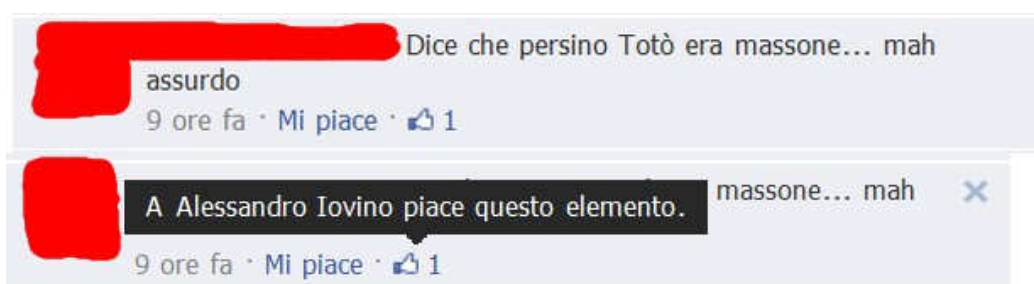 Dice che persino Totò era massone... mah
assurdo
9 ore fa · Mi piace · 1
massone... mah
A Alessandro Iovino piace questo elemento.
9 ore fa · Mi piace · 1